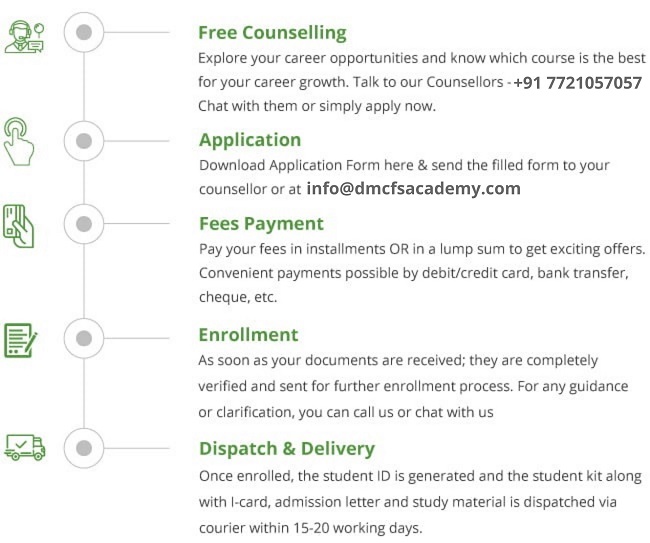 Free Counselling
Explore your career opportunities and know which course is the best
for your career growth. Talk to our Counsellors - +91 7721057057
Chat with them or simply apply now.
Application
Download Application Form here & send the filled form to your
counsellor or at info@dmcfsacademy.com
Fees Payment
Pay your fees in installments OR in a lump sum to get exciting offers.
Convenient payments possible by debit/credit card, bank transfer,
cheque, etc.
Enrollment
As soon as your documents are received; they are completely
verified and sent for further enrollment process. For any guidance
or clarification, you can call us or chat with us
Dispatch & Delivery
Once enrolled, the student ID is generated and the student kit along
with I-card, admission letter and study material is dispatched via
courier within 15-20 working days.